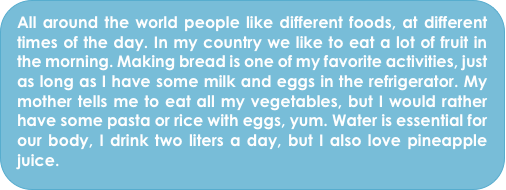 All around the world people like different foods, at different
times of the day. In my country we like to eat a lot of fruit in
the morning. Making bread is one of my favorite activities, just
as long as I have some milk and eggs in the refrigerator. My
mother tells me to eat all my vegetables, but I would rather
have some pasta or rice with eggs, yum. Water is essential for
our body, I drink two liters a day, but I also love pineapple
juice.